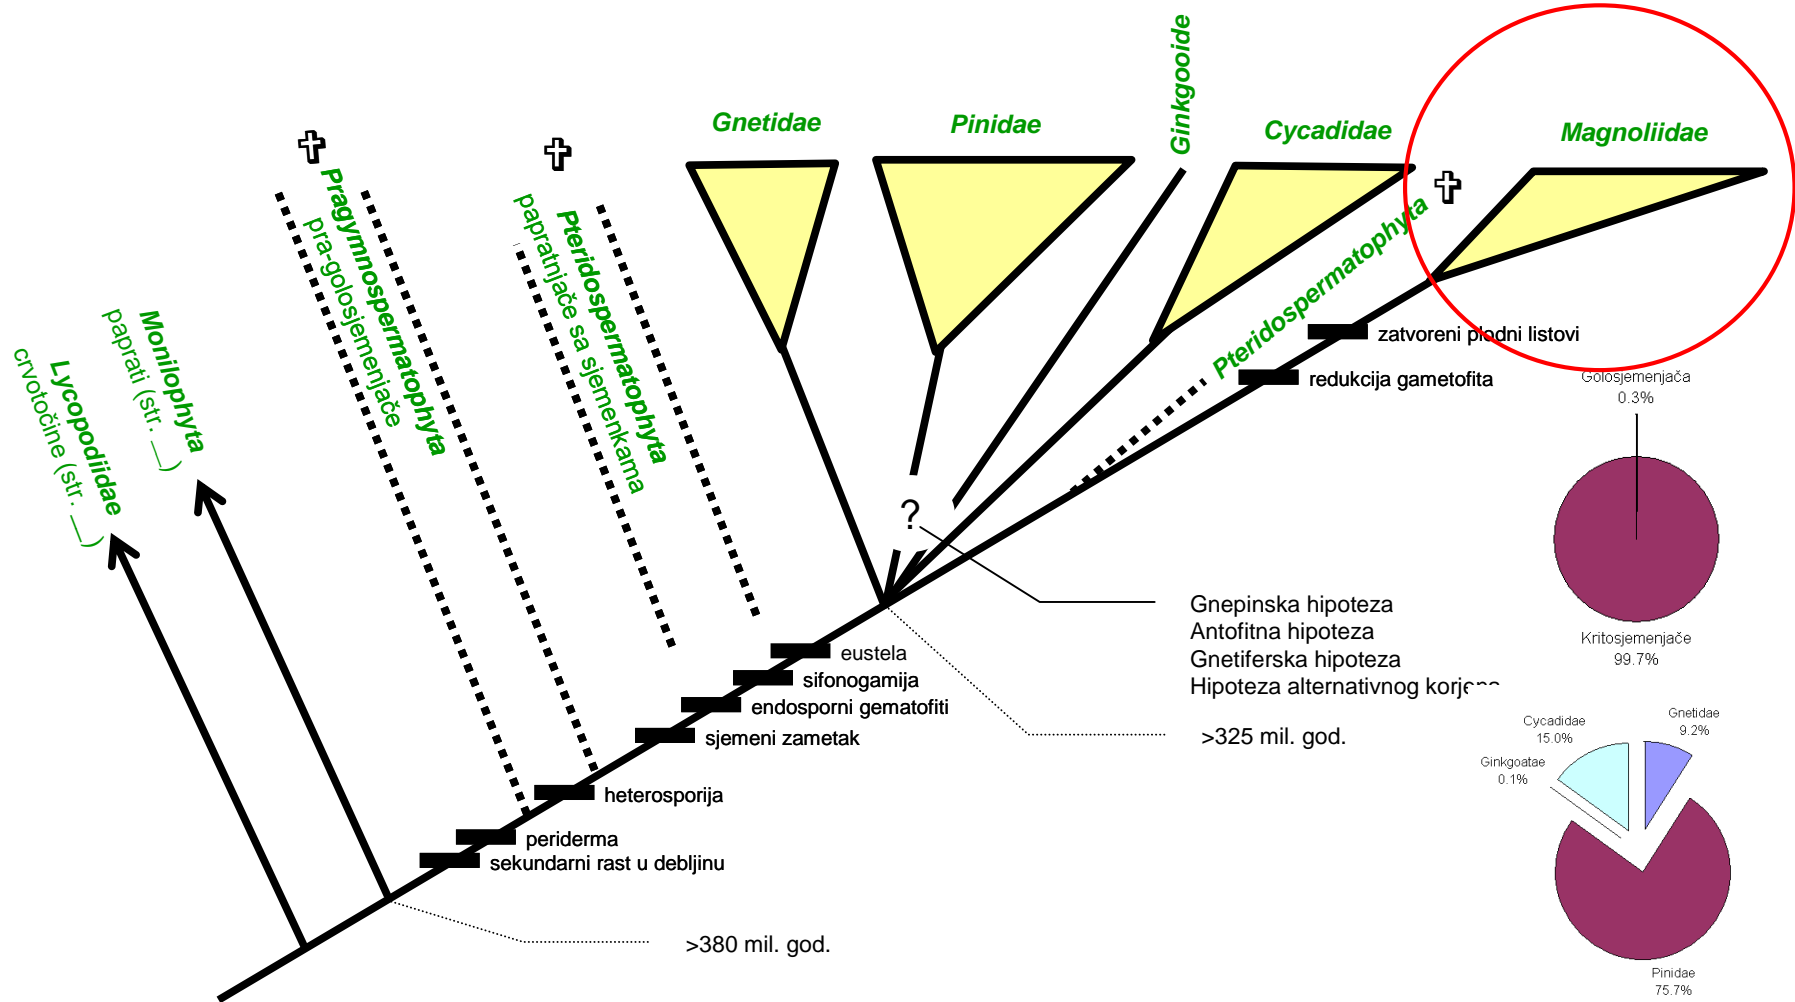 Gnetidae
Pinidae
Ginkgooide
Cycadidae
Magnoliidae
Pragymnospermatophyta
pra-golosjemenjače
Pteridospermatophyta
papratnjače sa sjemenkama
Monilophyta
paprati (str. __)
Lycopodiidae
crvotočine (str. __)
Pteridospermatophyta
zatvoreni plodni listovi
redukcija gametofita
Golosjemenjača
0.3%
?
Gnepinska hipoteza
Antofitna hipoteza
Gnetiferska hipoteza
Hipoteza alternativnog korjena
Kritosjemenjače
99.7%
eustela
sifonogamija
endosporni gematofiti
sjemeni zametak
>325 mil. god.
heterosporija
periderma
sekundarni rast u debljinu
>380 mil. god.
Cycadidae
15.0%
Gnetidae
9.2%
Ginkgoatae
0.1%
Pinidae
75.7%